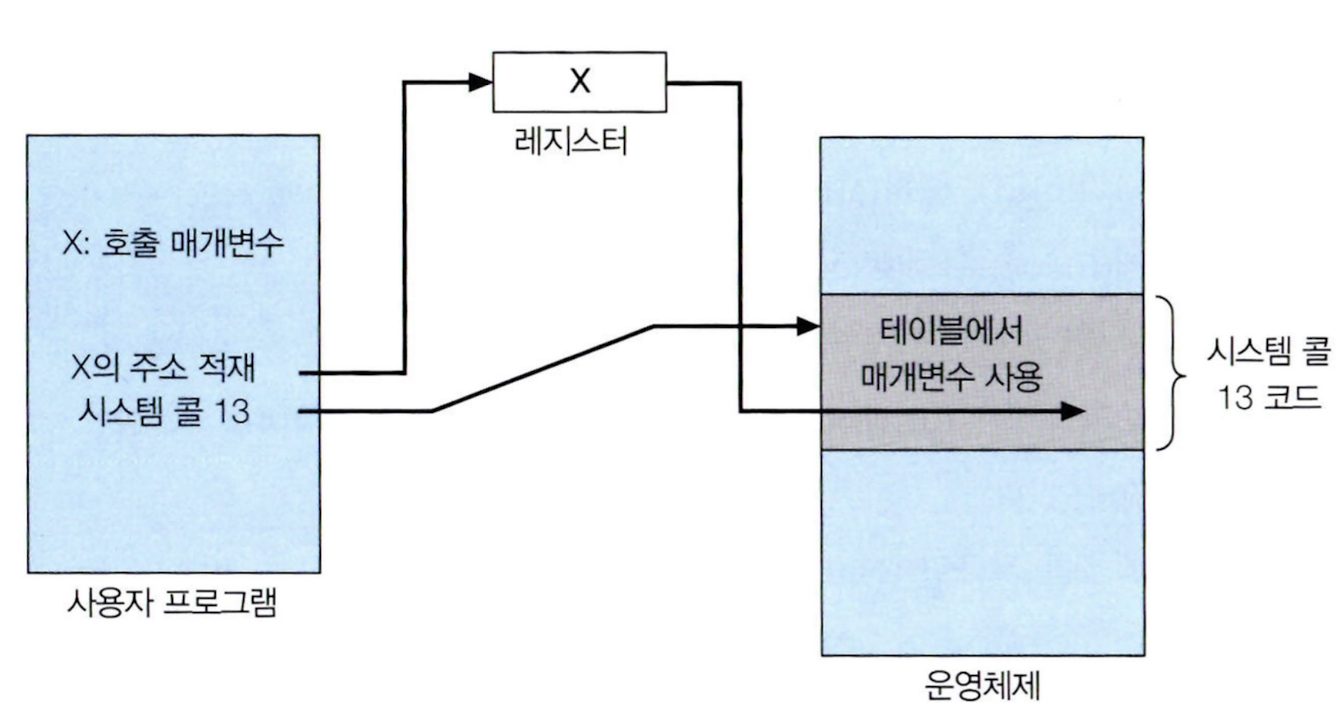 X
레지스터
X: 호출 매개변수
X의 주소 적재
시스템 콜 13
사용자 프로그램
테이블에서
매개변수 사용
시스템 콜
13 코드
운영체제